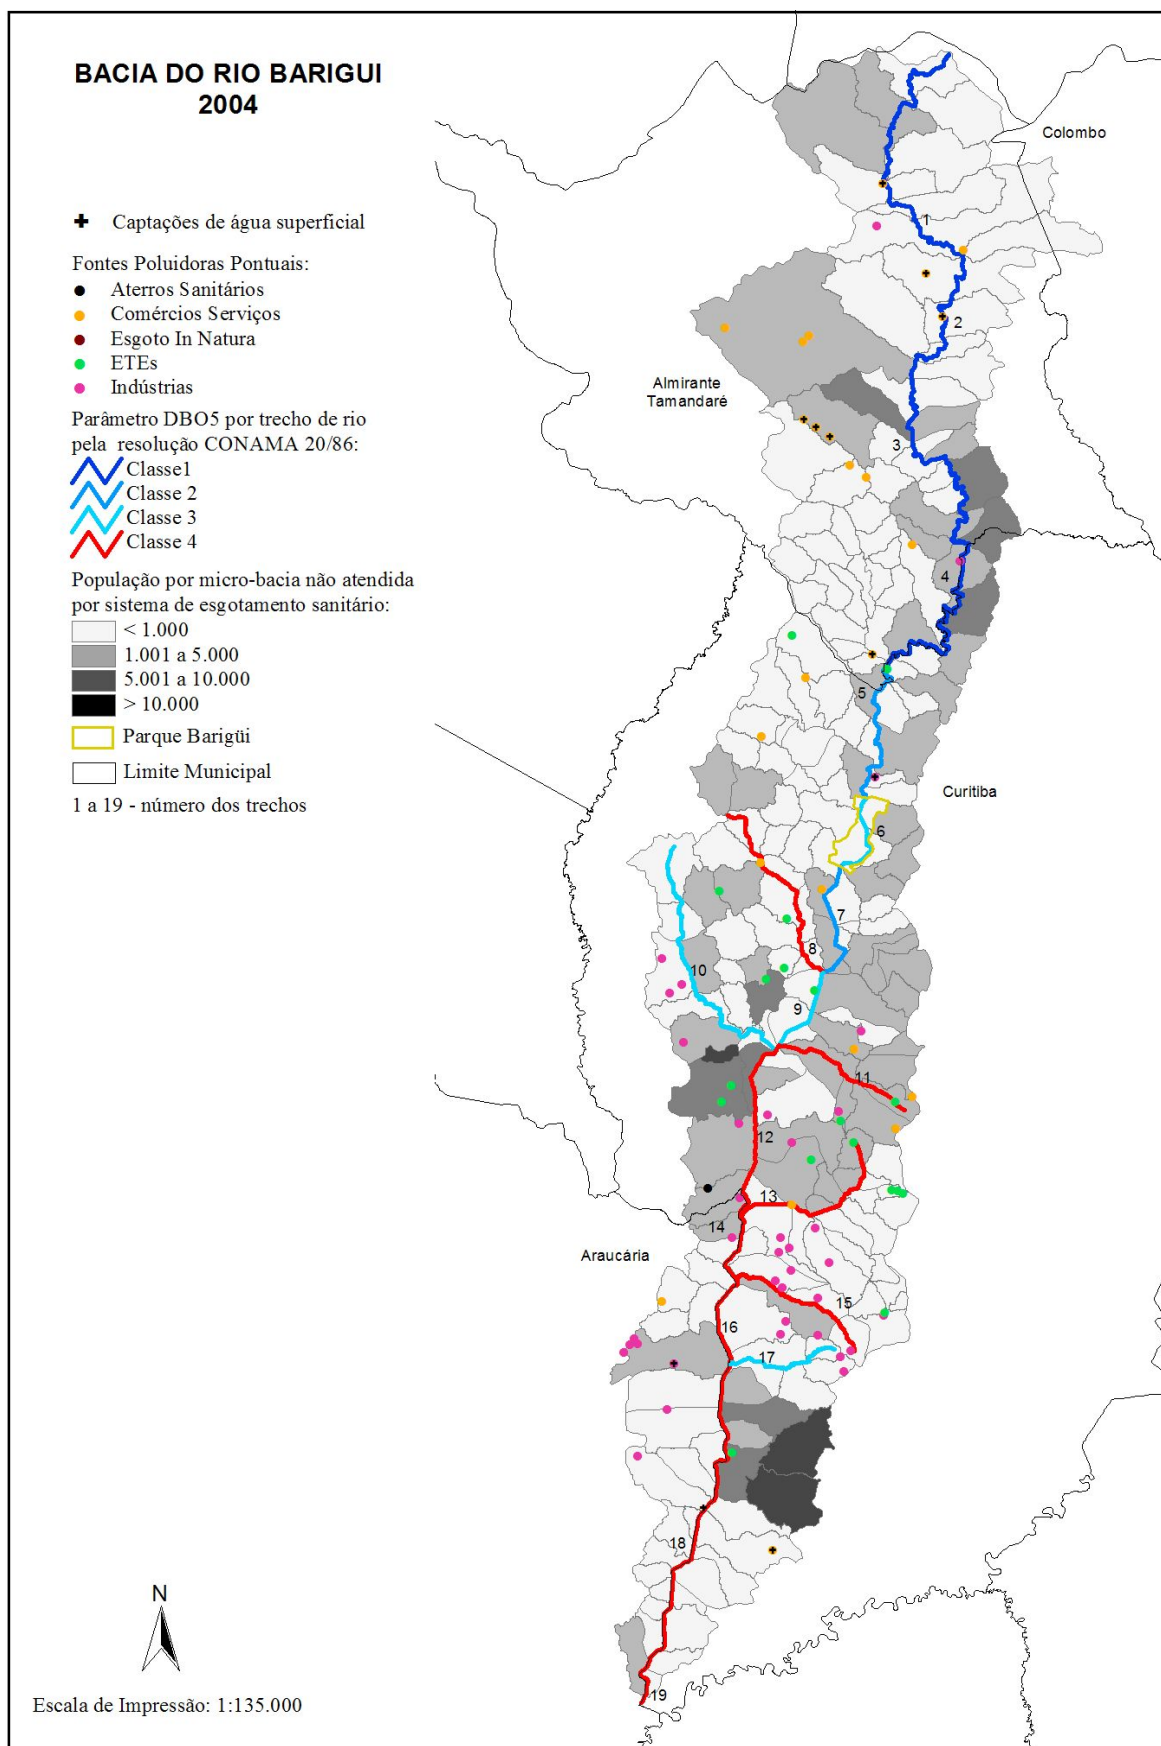 BACIA DO RIO BARIGUI
2004
Captações de água superficial
Fontes Poluidoras Pontuais:
Aterros Sanitários
Comércios Serviços
Esgoto In Natura
ETEs
Indústrias
Parâmetro DBO5 por trecho de rio
pela resolução CONAMA 20/86:
Classe1
Classe 2
Classe 3
Classe 4
População por micro-bacia não atendida
por sistema de esgotamento sanitário:
< 1.000
1.001 a 5.000
5.001 a 10.000
> 10.000
Parque Barigüi
Limite Municipal
1 a 19 - número dos trechos
Colombo
1
2
Almirante
Tamandaré
3
4
5
Curitiba
6
7
8
10
9
11
12
13
14
Araucária
15
16
17
18
19
N
Escala de Impressão: 1:135.000